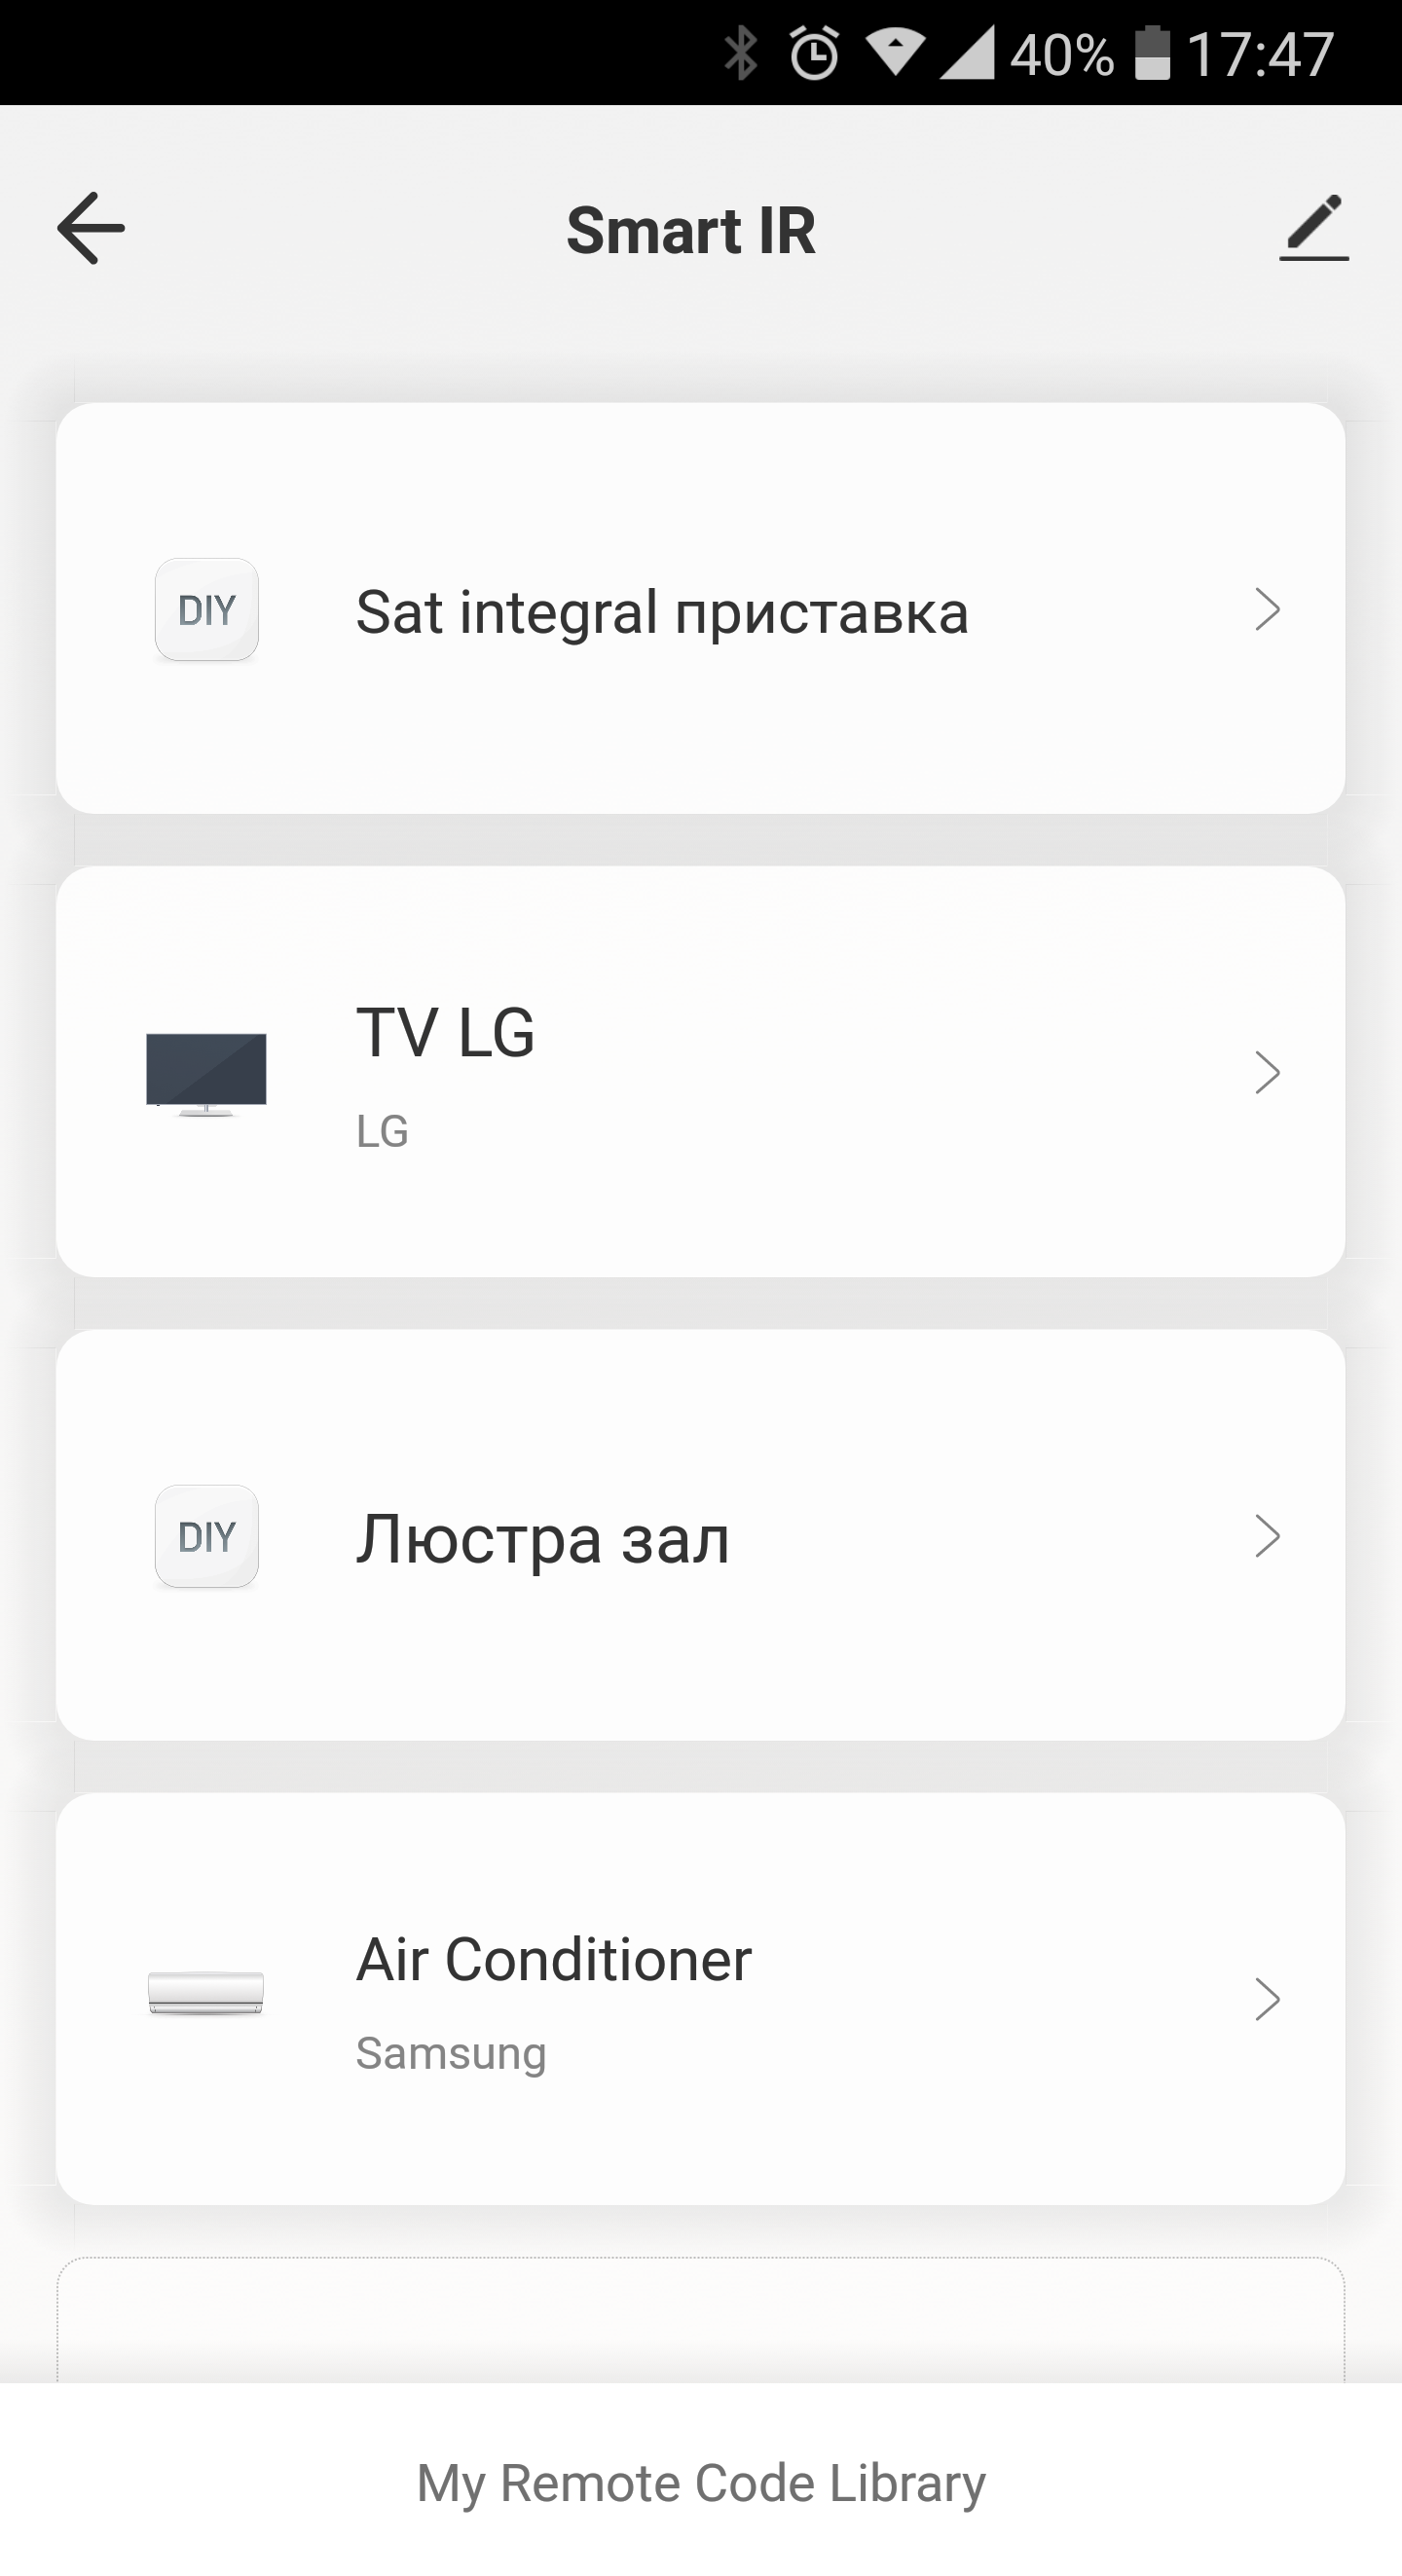 40% 17:47
Smart IR
DIY
Sat integral приставка
TV LG
LG
DIY
Люстра зал
Air Conditioner
Samsung
My Remote Code Library